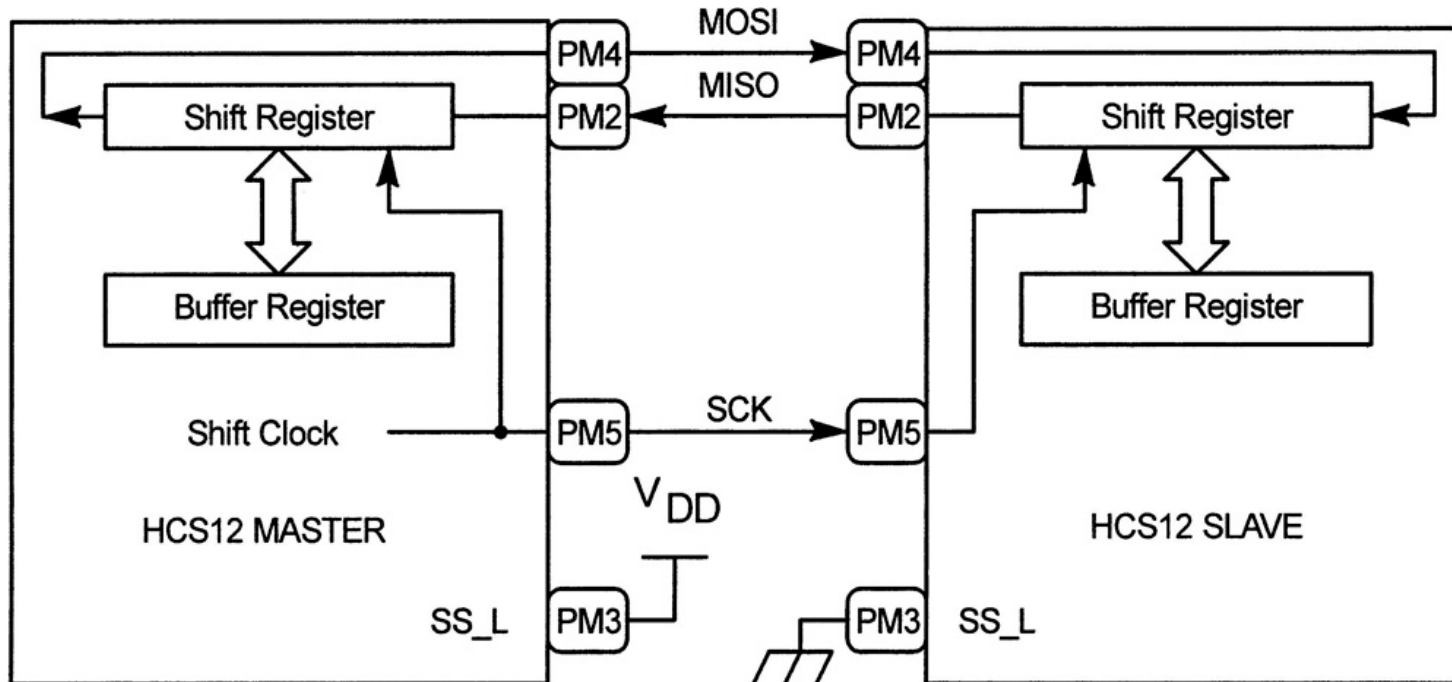 MOSI
PM4
PM4
MISO
Shift Register
PM2
PM2
Shift Register
Buffer Register
Buffer Register
SCK
Shift Clock
PM5
PM5
VDD
HCS12 MASTER
HCS12 SLAVE
SS_L
PM3
PM3
SS_L